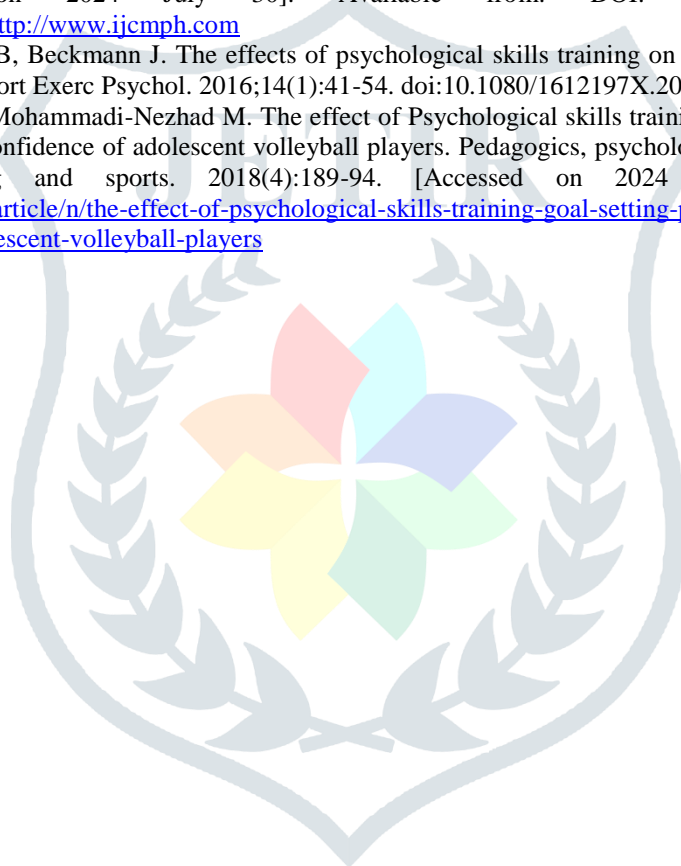 2024 July
Available from: DOI:
ttp://www.ijcmph.com
B, Beckmann J. The effects of psychological skills training on
ort Exerc Psychol. 2016;14(1):41-54. doi:10.1080/1612197X.20
Mohammadi-Nezhad M. The effect of Psychological skills traini
onfidence of adolescent volleyball players. Pedagogics, psycholo
g and sports. 2018(4):189-94. [Accessed on 2024
article/n/the-effect-of-psychological-skills-training-goal-setting-p
escent-volleyball-players
JETIR